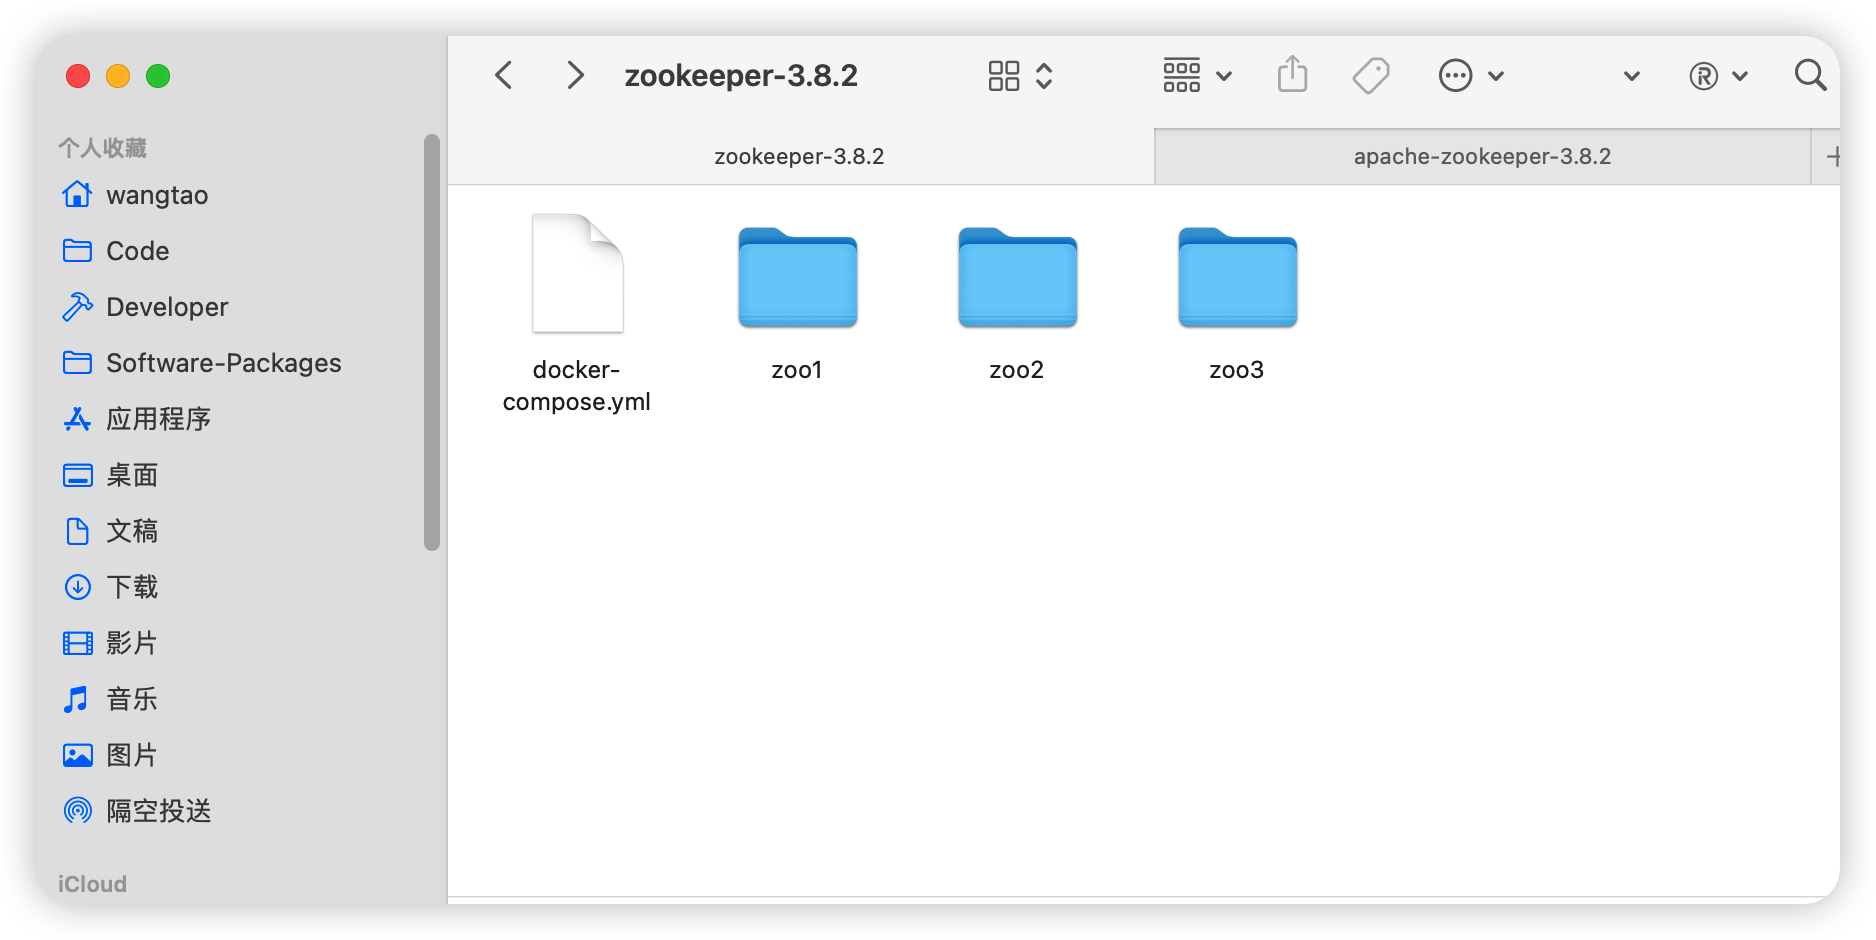 zookeeper-3.8.2
zookeeper-3.8.2
apache-zookeeper-3.8.2
个人收藏
wangtao
Code
Developer
Software-Packages
应用程序
桌面
文稿
下载
影片
音乐
图片
隔空投送
iCloud
docker-
compose.yml
zoo1
zoo2
zoo3